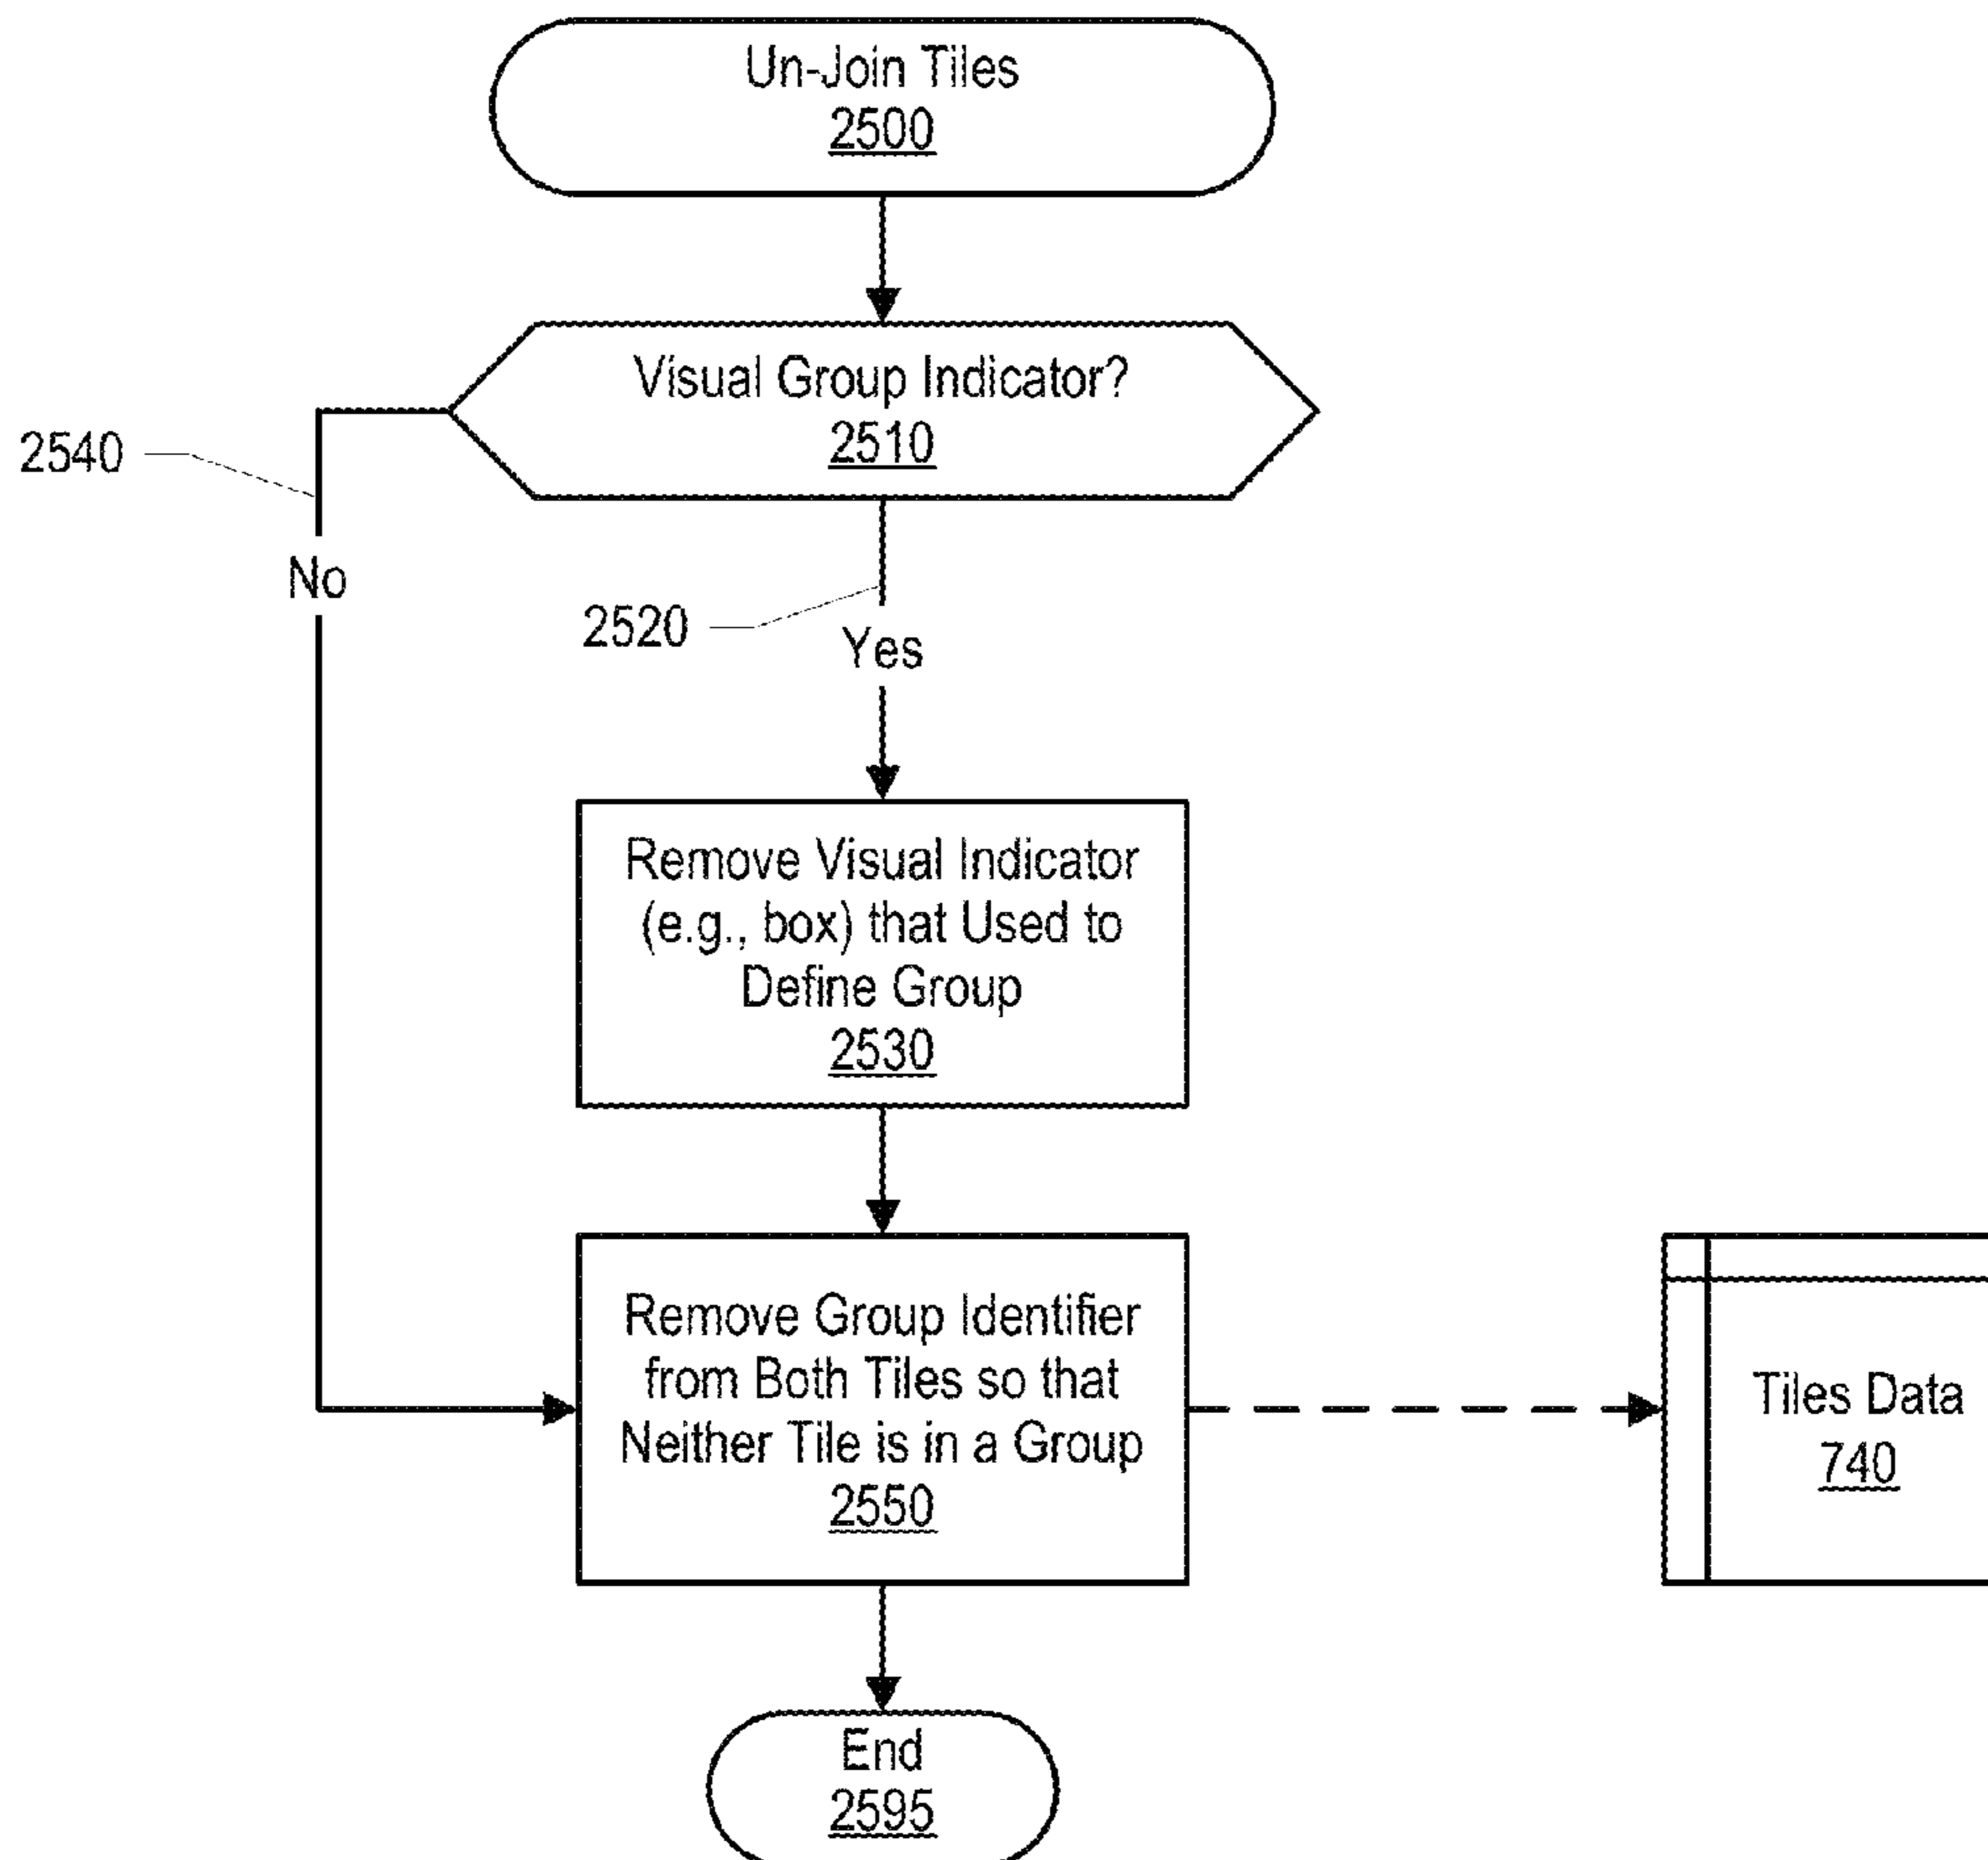 Un-Join Tiles
2500
Visual Group Indicator?
2510
2540
No
2520
Yes
Remove Visual Indicator
(e.g., box) that Used to
Define Group
2530
Remove Group Identifier
from Both Tiles so that
Neither Tile is in a Group
2550
Tiles Data
740
End
2595